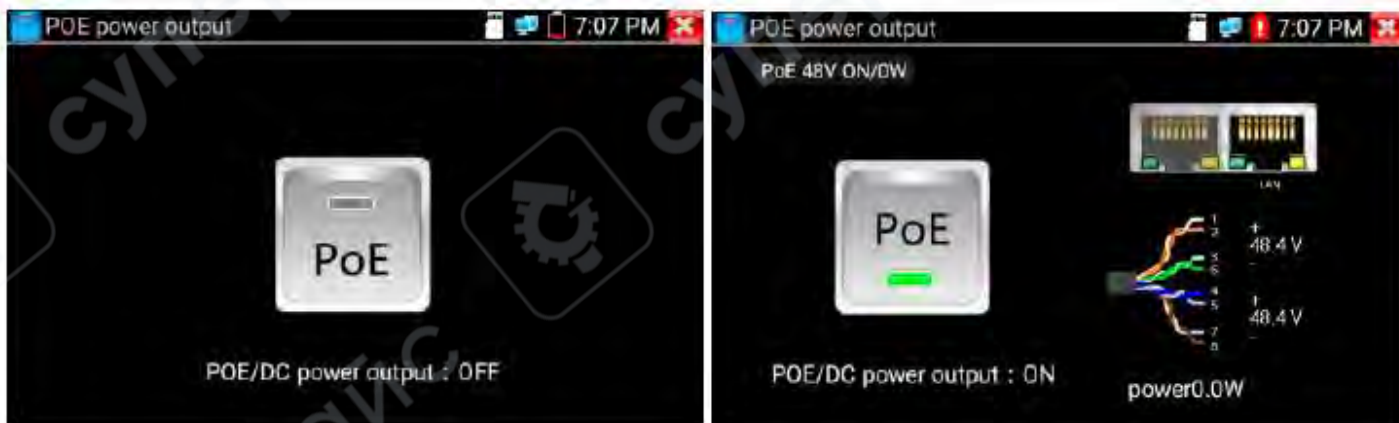 POE power output 7:07 PM
PoE
POE/DC power output : OFF
POE power output 7:07 PM
PoE 48V ON/0W
LAN
PoE
1
2
+
48.4 V
3
6
-
4
5
+
48.4 V
7
8
-
POE/DC power output : ON
power0.0W